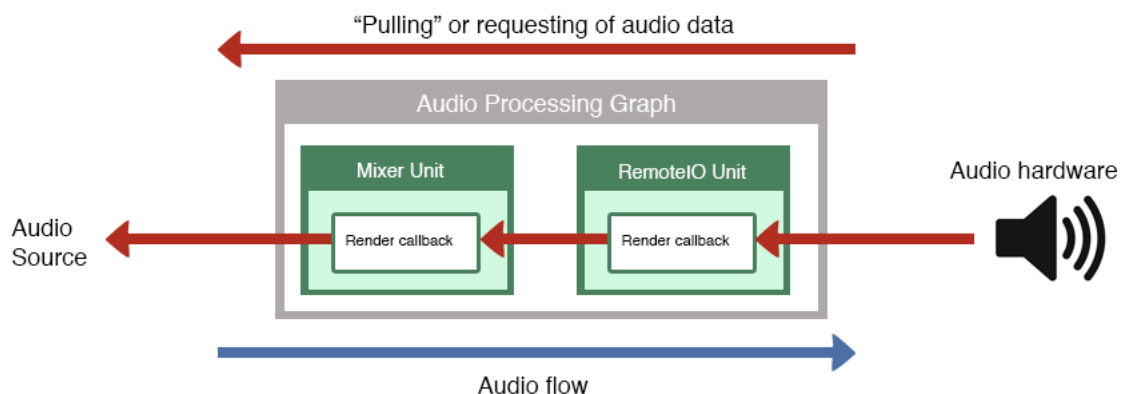 “Pulling” or requesting of audio data
Audio Processing Graph
Mixer Unit
RemoteIO Unit
Audio hardware
Audio
Source
Render callback
Render callback
Audio flow